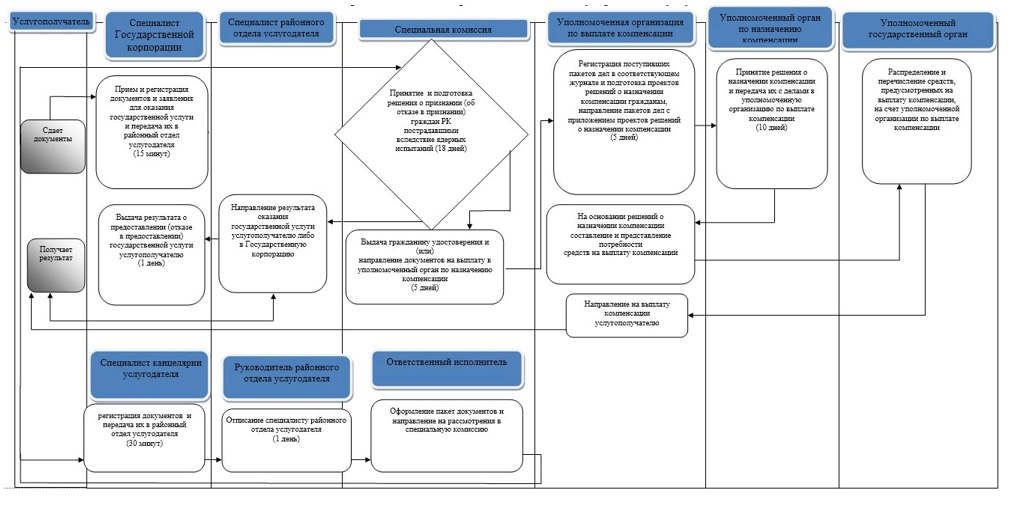 Услугополучатель
Специалист
Государственной
корпорации
Специалист районного
отдела услугодателя
Специальная комиссия
Уполномоченная организация
по выплате компенсации
Уполномоченный орган
по назначению
компенсации
Уполномоченный
государственный орган
Сдает
документы
Прием и регистрация
документов и заявления
для оказания
государственной услуги
и передача их в
районный отдел
услугодателя
(15 минут)
Принятие и подготовка
решения о признании (об
отказе в признании)
граждан РК
пострадавшими
вследствие ядерных
испытаний (18 дней)
Регистрация поступивших
пакетов дел в соответствующем
журнале и подготовка проектов
решений о назначении
компенсации гражданам,
направление пакетов дел с
приложением проектов решений
о назначении компенсации
(5 дней)
Принятие решения о
назначении компенсации
и передача их с делами в
уполномоченную
организацию по выплате
компенсации
(10 дней)
Распределение и
перечисление средств,
предусмотренных на
выплату компенсации,
на счет уполномоченной
организации по выплате
компенсации
Получает
результат
Выдача результата о
предоставлении (отказе
в предоставлении)
государственной услуги
услугополучателю
(1 день)
Направление результата
оказания
государственной услуги
услугополучателю либо
в Государственную
корпорацию
Выдача гражданину удостоверения и
(или)
направление документов на выплату в
уполномоченный орган по назначению
компенсации
(5 дней)
На основании решений о
назначении компенсации
составление и представление
потребности
средств на выплату компенсации
Направление на выплату
компенсации
услугополучателю
Специалист канцелярии
услугодателя
Руководитель районного
отдела услугодателя
Ответственный исполнитель
регистрация документов и
передача их в районный
отдел услугодателя
(30 минут)
Отписание специалисту районного
отдела услугодателя
(1 день)
Оформление пакет документов и
направление на рассмотрения в
специальную комиссию